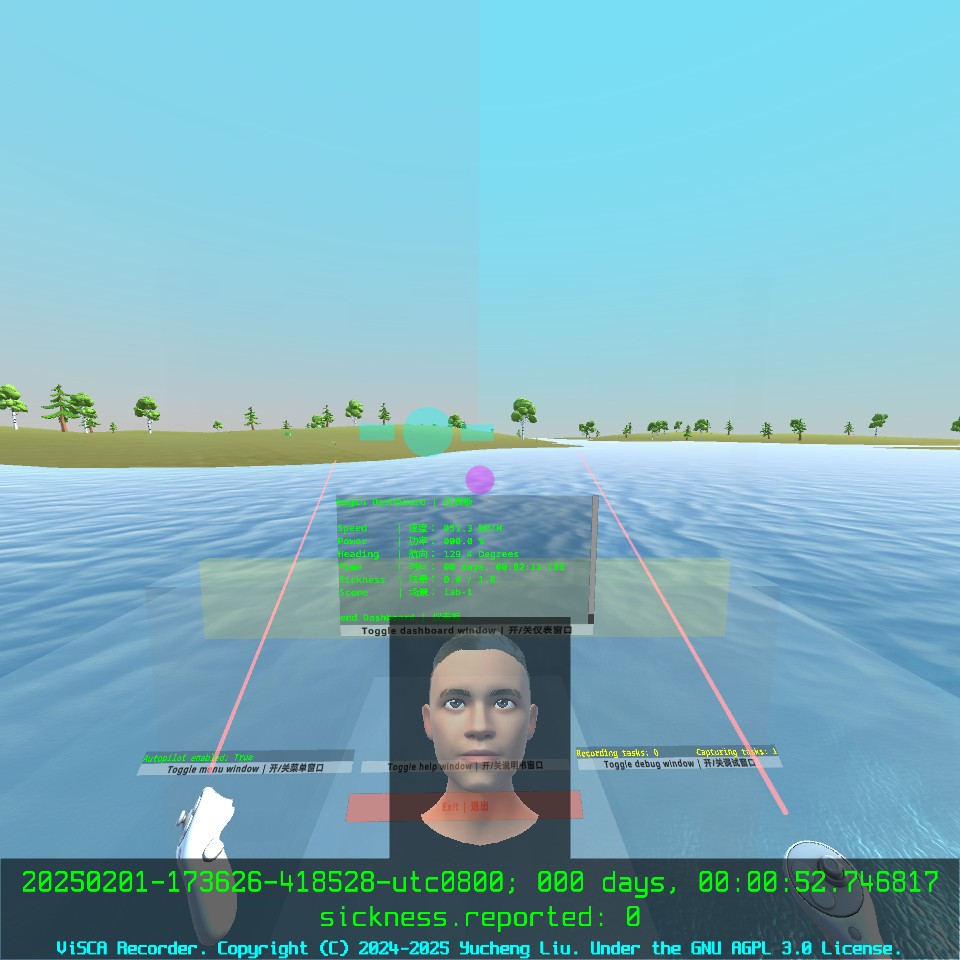 Speed | 速度：
Power | 功率： 090.0 %
Heading | 航向： 129.4 Degrees
Sickness
Scene | 场景： lab-1
end Dashboard |
Toggle dashboard window | 开/关仪表窗口
Autopilot enabled: True
Recording tasks: 0 Capturing tasks: 1
Toggle menu window | 开/关菜单窗口
Toggle help window | 开/关说明书窗口
Toggle debug window | 开/关调试窗口
Exit | 退出
20250201-173626-418528-utc0800; 000 days, 00:00:52.746817
sickness.reported: 0
ViSCA Recorder. Copyright (C) 2024-2025 Yucheng Liu. Under the GNU AGPL 3.0 License.